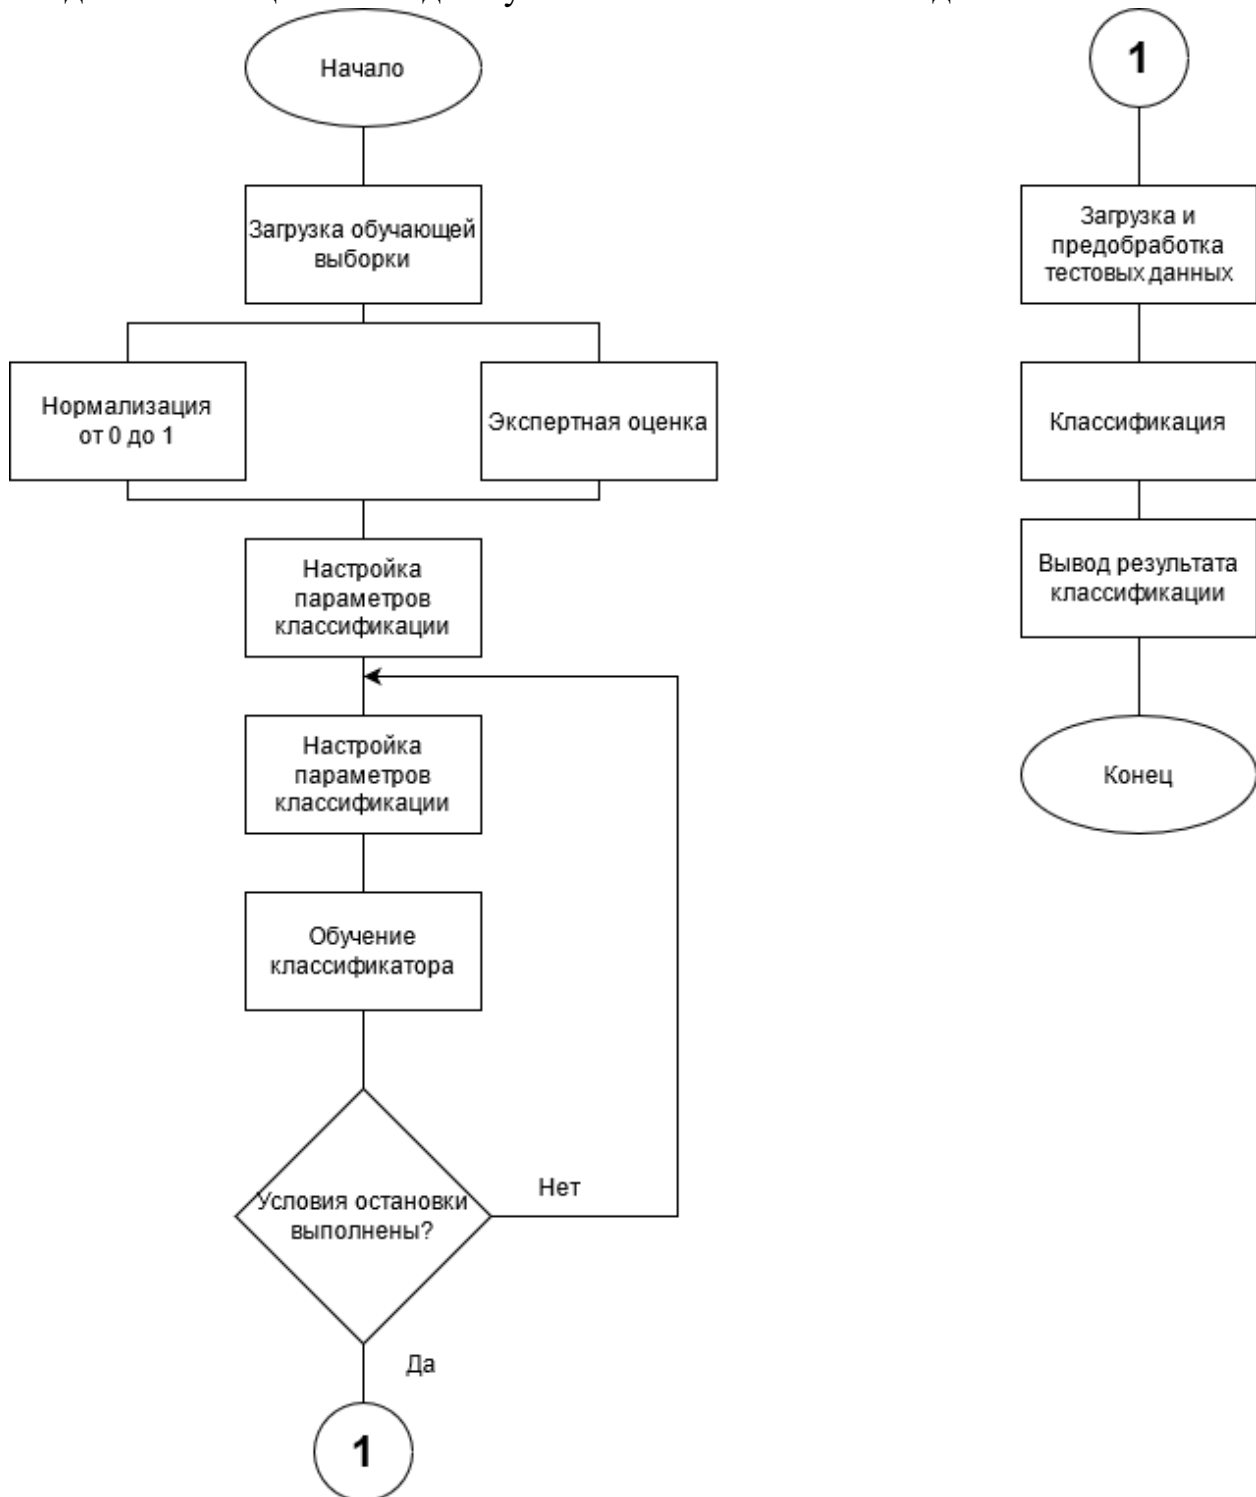 Начало
Загрузка обучающей
выборки
Нормализация
от 0 до 1
Экспертная оценка
Настройка
параметров
классификации
Настройка
параметров
классификации
Обучение
классификатора
Условия остановки
выполнены?
Нет
Да
1
1
Загрузка и
предобработка
тестовых данных
Классификация
Вывод результата
классификации
Конец